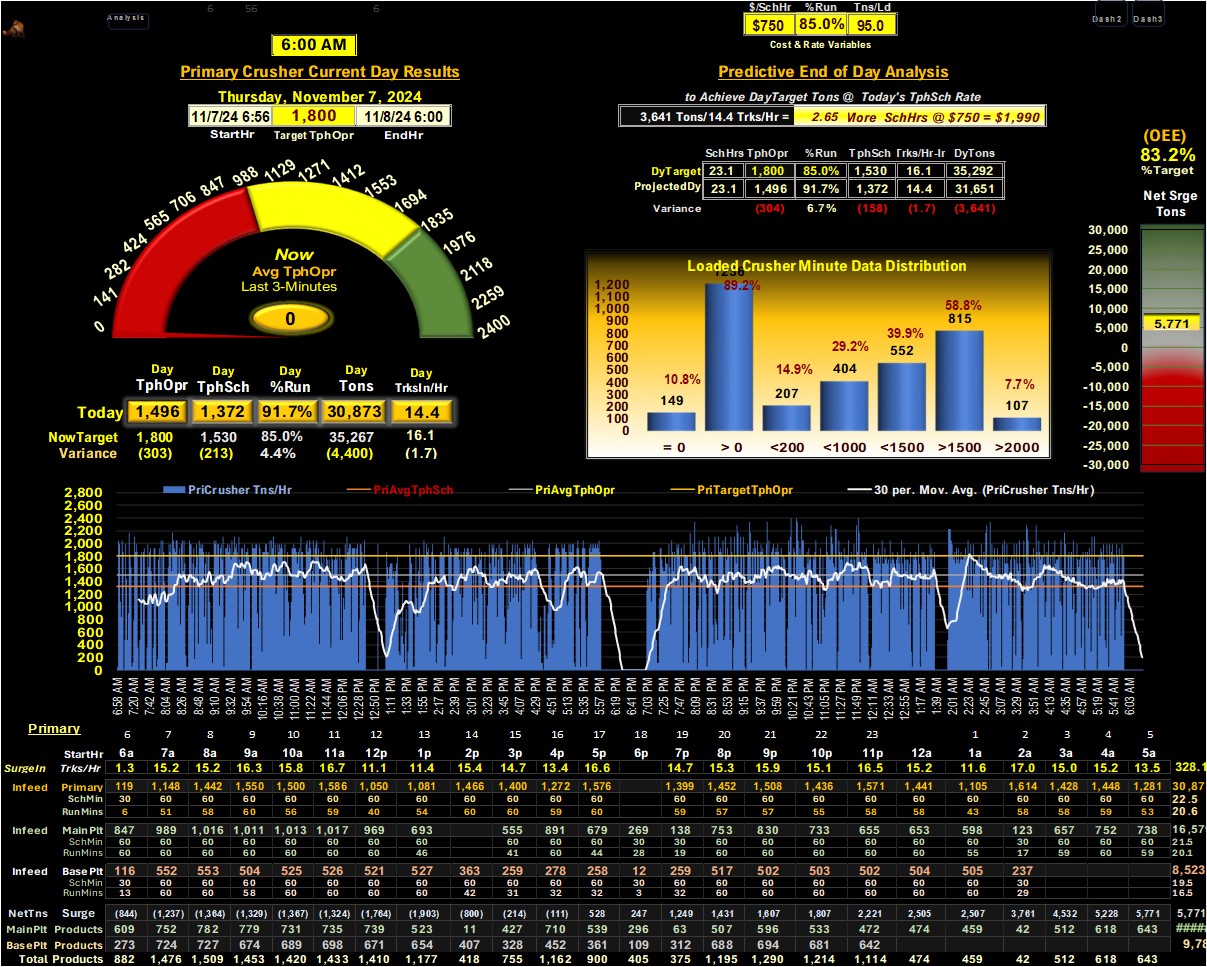 6 56 6
Analysis
$/SchHr %Run Tns/Ld
$750 85.0% 95.0
Dash2 Dash3
Cost & Rate Variables
6:00 AM
Primary Crusher Current Day Results
Predictive End of Day Analysis
Thursday, November 7, 2024
to Achieve DayTarget Tons @ Today's TphSch Rate
11/7/24 6:56 1,800 11/8/24 6:00
3,641 Tons/14.4 Trks/Hr = 2.65 More SchHrs @ $750 = $1,990
StartHr Target TphOpr EndHr
(OEE)
83.2%
%Target
SchHrs TphOpr %Run TphSch Trks/Hr-Ir DyTons
DyTarget 23.1 1,800 85.0% 1,530 16.1 35,292
ProjectedDy 23.1 1,496 91.7% 1,372 14.4 31,651
Variance (304) 6.7% (158) (1.7) (3,641)
Net Srge
Tons
30,000
25,000
20,000
15,000
10,000
5,000
0
-5,000
-10,000
-15,000
-20,000
-25,000
-30,000
5,771
0 141 282 424 565 706 847 988 1129 1271 1412 1553 1694 1835 1976 2118 2259 2400
Now
Avg TphOpr
Last 3-Minutes
0
Loaded Crusher Minute Data Distribution
1,200
1,100
1,000
900
800
700
600
500
400
300
200
100
0
10.8% 89.2% 14.9% 29.2% 39.9% 58.8% 7.7%
149 1236 207 404 552 815 107
= 0 > 0 <200 <1000 <1500 >1500 >2000
Day Day Day Day Day
TphOpr TphSch %Run Tons TrksIn/Hr
Today 1,496 1,372 91.7% 30,873 14.4
NowTarget 1,800 1,530 85.0% 35,267 16.1
Variance (303) (213) 4.4% (4,400) (1.7)
PriCrusher Tns/Hr PriAvgTphSch PriAvgTphOpr PriTargetTphOpr 30 per. Mov. Avg. (PriCrusher Tns/Hr)
2,800
2,600
2,400
2,200
2,000
1,800
1,600
1,400
1,200
1,000
800
600
400
200
0
6:58 AM 7:20 AM 7:42 AM 8:04 AM 8:26 AM 8:48 AM 9:10 AM 9:32 AM 9:54 AM 10:16 AM 10:38 AM 11:00 AM 11:22 AM 11:44 AM 12:06 PM 12:28 PM 12:50 PM 1:11 PM 1:33 PM 1:55 PM 2:17 PM 2:39 PM 3:01 PM 3:23 PM 3:45 PM 4:07 PM 4:29 PM 4:51 PM 5:13 PM 5:35 PM 5:57 PM 6:19 PM 6:41 PM 7:03 PM 7:25 PM 7:47 PM 8:09 PM 8:31 PM 8:53 PM 9:15 PM 9:37 PM 9:59 PM 10:21 PM 10:43 PM 11:05 PM 11:27 PM 11:49 PM 12:11 AM 12:33 AM 12:55 AM 1:17 AM 1:39 AM 2:01 AM 2:23 AM 2:45 AM 3:07 AM 3:29 AM 3:51 AM 4:13 AM 4:35 AM 4:57 AM 5:19 AM 5:41 AM 6:03 AM
Primary
6 7 8 9 10 11 12 13 14 15 16 17 18 19 20 21 22 23 1 2 3 4 5
StartHr 6a 7a 8a 9a 10a 11a 12p 1p 2p 3p 4p 5p 6p 7p 8p 9p 10p 11p 12a 1a 2a 3a 4a 5a
SurgeIn Trks/Hr 1.3 15.2 15.2 16.3 15.8 16.7 11.1 11.4 15.4 14.7 13.4 16.6 14.7 15.3 15.9 15.1 16.5 15.2 11.6 17.0 15.0 15.2 13.5 328.1
Infeed Primary 119 1,148 1,442 1,550 1,500 1,586 1,050 1,081 1,466 1,400 1,272 1,576 1,399 1,452 1,508 1,436 1,571 1,441 1,105 1,614 1,428 1,448 1,281 30,87
SchMin 30 60 60 60 60 60 60 60 60 60 60 60 60 60 60 60 60 60 60 60 60 60 60 22.5
RunMins 6 51 58 60 56 59 40 54 60 60 59 60 59 57 57 55 58 58 43 58 58 59 53 20.6
Infeed MainPlt 847 989 1,016 1,011 1,013 1,017 969 693 555 891 679 269 138 753 830 733 655 653 598 123 657 752 738 16,579
SchMin 60 60 60 60 60 60 60 60 60 60 60 30 30 60 60 60 60 60 60 30 60 60 60 21.5
RunMins 60 60 60 60 60 60 60 46 41 60 44 28 19 60 60 60 60 60 55 17 59 60 59 20.1
Infeed BasePlt 116 552 553 504 525 526 521 527 363 259 278 258 12 259 517 502 503 502 504 505 237 8,523
SchMin 30 60 60 60 60 60 60 60 60 60 60 60 30 60 60 60 60 60 60 60 30 19.5
RunMins 13 60 60 58 60 60 60 60 42 31 32 32 3 32 60 60 60 60 60 60 29 16.5
NetTns Surge (844) (1,237) (1,364) (1,329) (1,367) (1,324) (1,764) (1,903) (800) (214) (111) 528 247 1,249 1,431 1,607 1,807 2,221 2,505 2,507 3,761 4,532 5,228 5,771 5,771
MainPlt Products 609 752 782 779 731 735 739 523 11 427 710 539 296 63 507 596 533 472 474 459 42 512 618 643 ####
BasePlt Products 273 724 727 674 689 698 671 654 407 328 452 361 109 312 688 694 681 642 9,78
Total Products 882 1,476 1,509 1,453 1,420 1,433 1,410 1,177 418 755 1,162 900 405 375 1,195 1,290 1,214 1,114 474 459 42 512 618 643